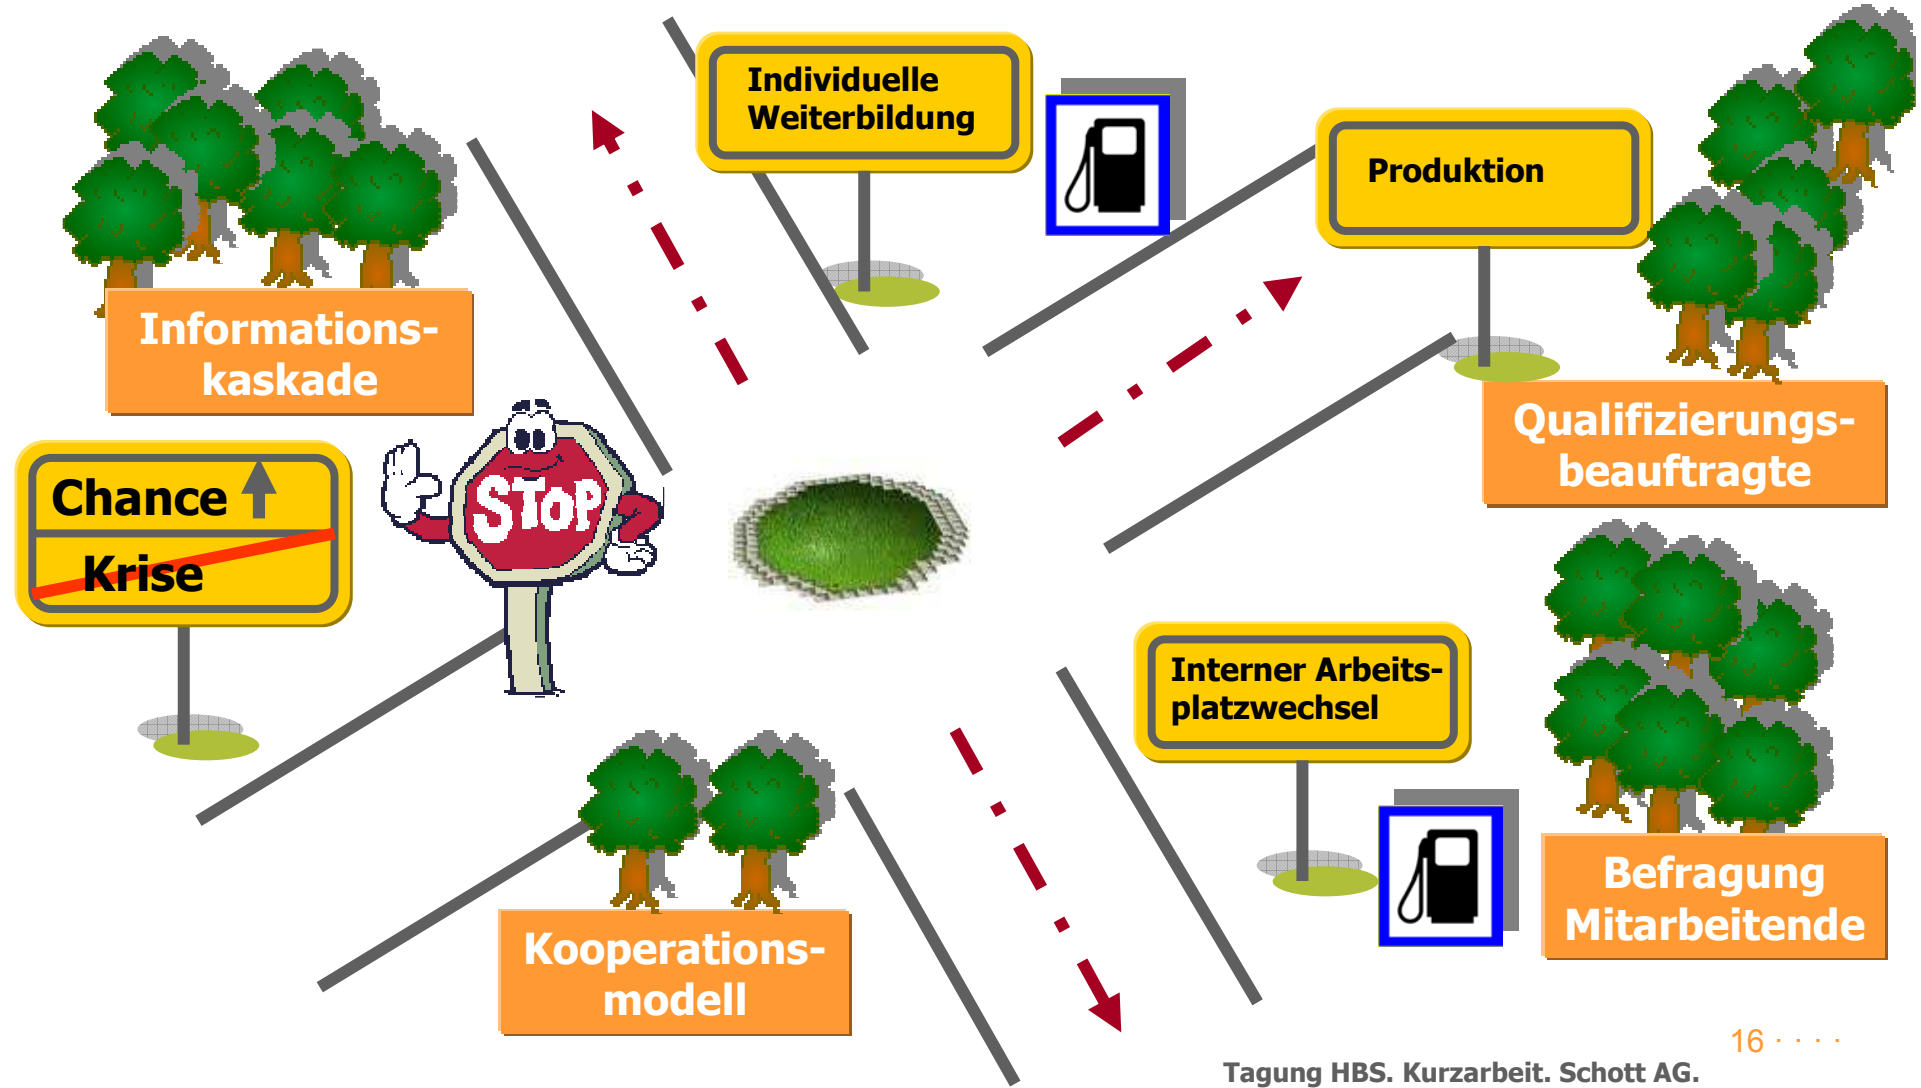 Individuelle
Weiterbildung
Produktion
Informations-
kaskade
Qualifizierungs-
beauftragte
Chance
Krise
STOP
Interner Arbeits-
platzwechsel
Befragung
Mitarbeitende
Kooperations-
modell
16 · · · ·
Tagung HBS. Kurzarbeit. Schott AG.